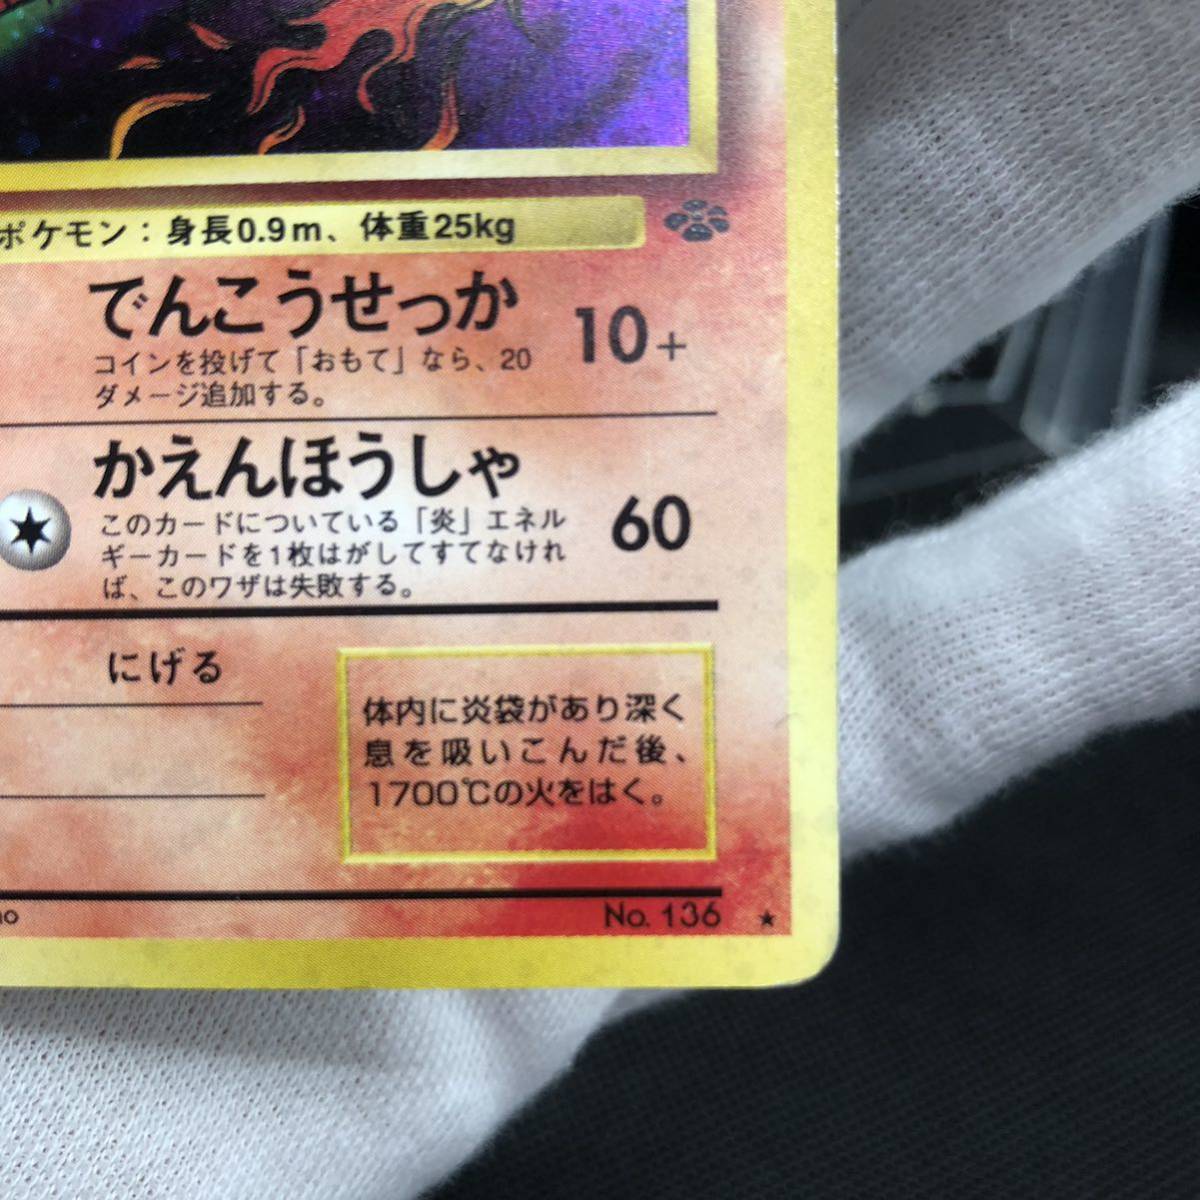 ポケモン：身長0.9m、体重25kg
でんこうせっか 10+
コインを投げて「おもて」なら、20
ダメージ追加する。
かえんほうしゃ 60
このカードについている「炎」エネル
ギーカードを1枚はがしてすてなけれ
ば、このワザは失敗する。
にげる
体内に炎袋があり深く
息を吸いこんだ後、
1700℃の火をはく。
No. 136 ★